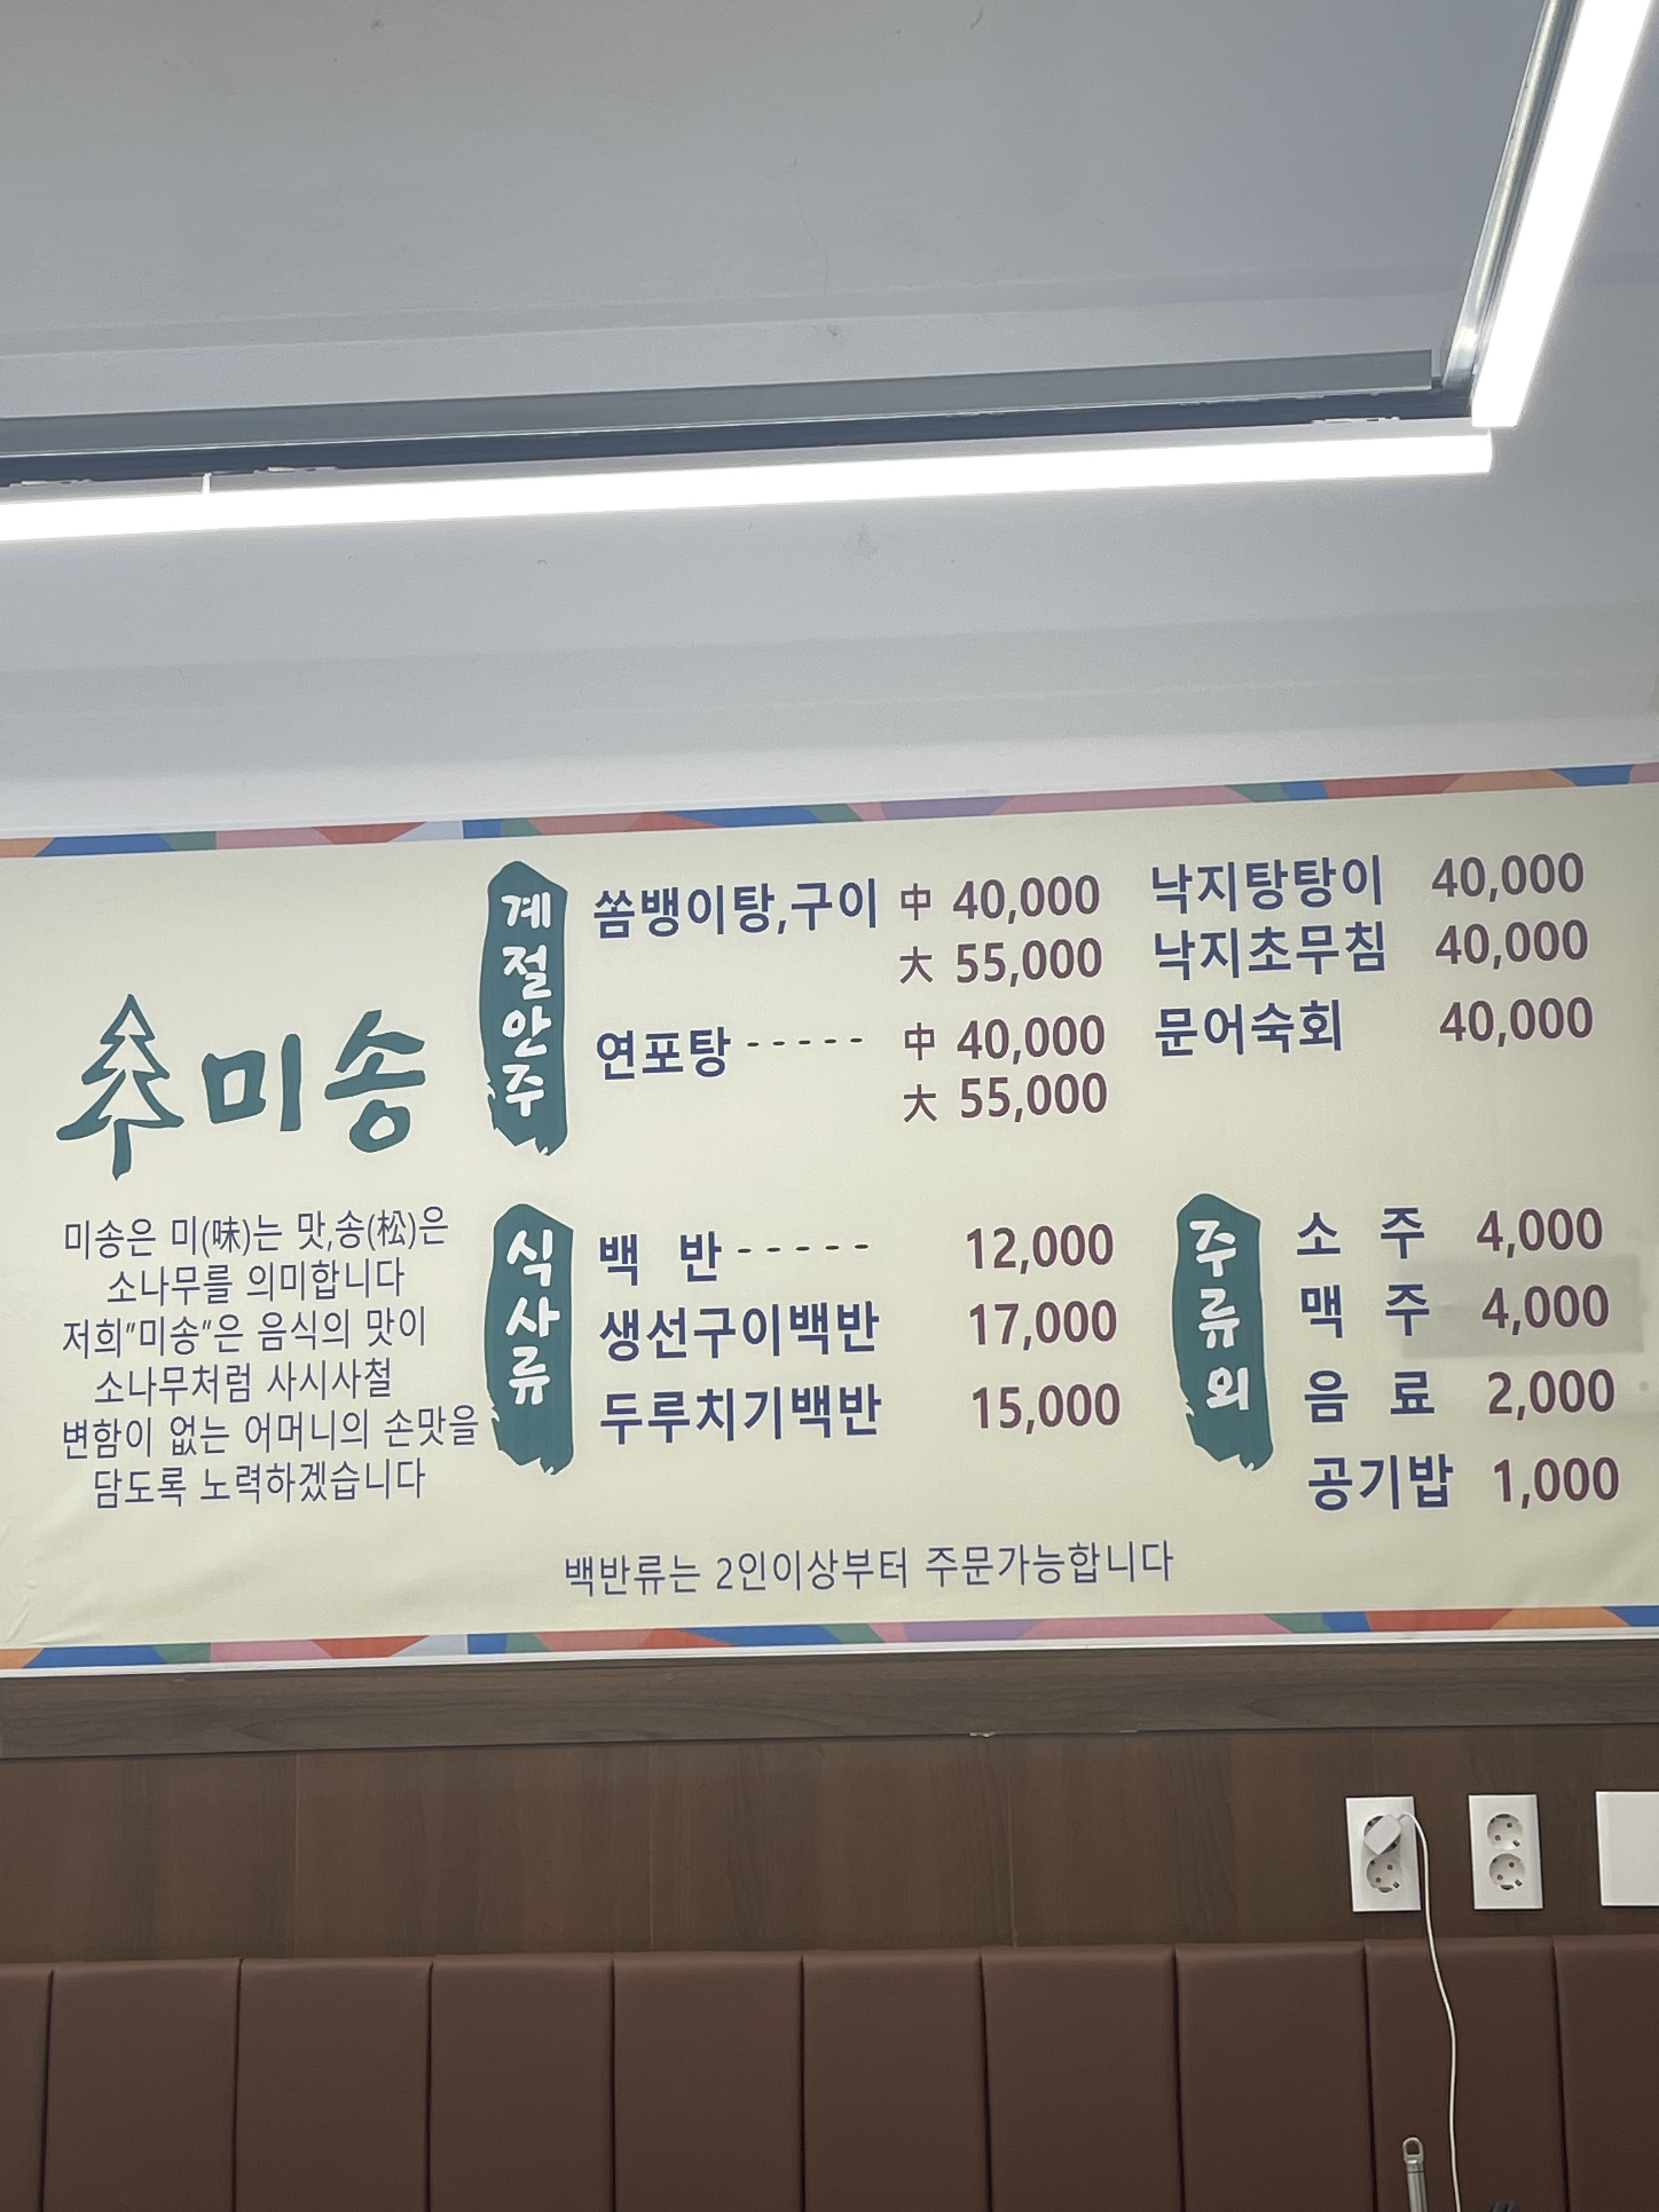 미송
미송은 미(味)는 맛,송(松)은
소나무를 의미합니다
저희"미송"은 음식의 맛이
소나무처럼 사시사철
변함이 없는 어머니의 손맛을
담도록 노력하겠습니다
계절안주
쏨뱅이탕,구이 中 40,000
大 55,000
연포탕 ----- 中 40,000
大 55,000
낙지탕탕이 40,000
낙지초무침 40,000
문어숙회 40,000
식사류
백 반 ----- 12,000
생선구이백반 17,000
두루치기백반 15,000
주류외
소 주 4,000
맥 주 4,000
음 료 2,000
공기밥 1,000
백반류는 2인이상부터 주문가능합니다